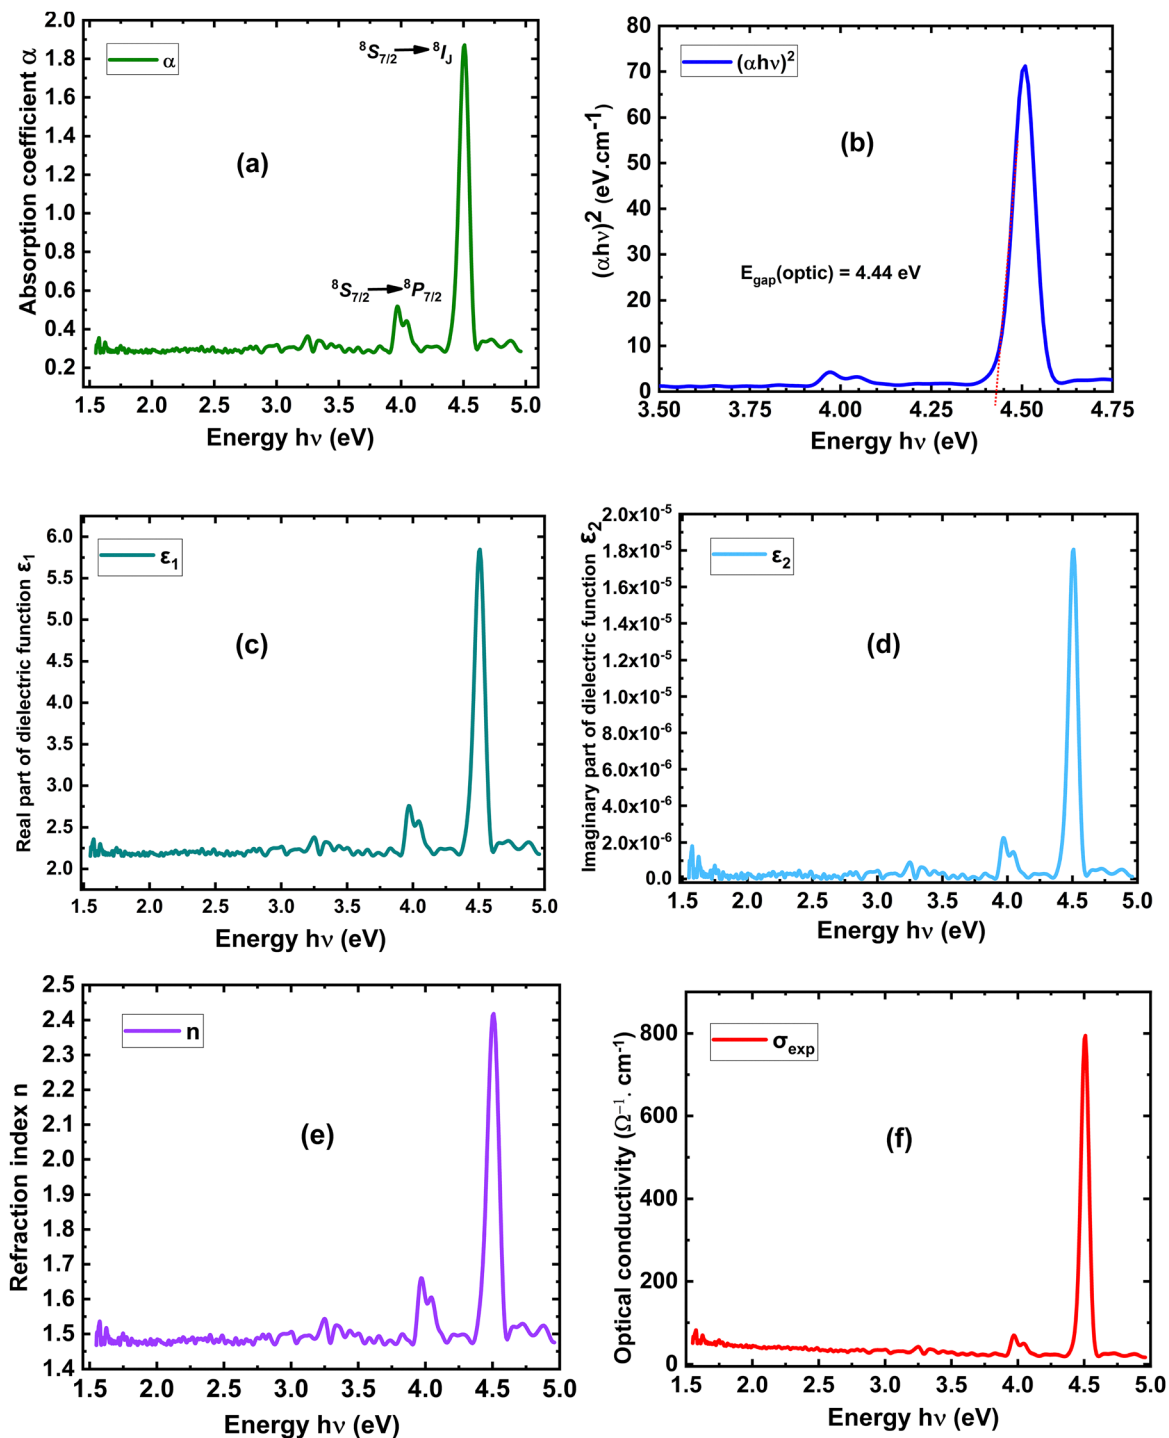 Absorption coefficient α
2.0
1.8
1.6
1.4
1.2
1.0
0.8
0.6
0.4
0.2
α
⁸S₇/₂ → ⁸I_J
(a)
⁸S₇/₂ → ⁸P₇/₂
1.5 2.0 2.5 3.0 3.5 4.0 4.5 5.0
Energy hν (eV)
(αhν)² (eV.cm⁻¹)
80
70
60
50
40
30
20
10
0
(αhν)²
(b)
E_gap(optic) = 4.44 eV
3.50 3.75 4.00 4.25 4.50 4.75
Energy hν (eV)
Real part of dielectric function ε₁
6.0
5.5
5.0
4.5
4.0
3.5
3.0
2.5
2.0
ε₁
(c)
1.5 2.0 2.5 3.0 3.5 4.0 4.5 5.0
Energy hν (eV)
Imaginary part of dielectric function ε₂
2.0x10⁻⁵
1.8x10⁻⁵
1.6x10⁻⁵
1.4x10⁻⁵
1.2x10⁻⁵
1.0x10⁻⁵
8.0x10⁻⁶
6.0x10⁻⁶
4.0x10⁻⁶
2.0x10⁻⁶
0.0
ε₂
(d)
1.5 2.0 2.5 3.0 3.5 4.0 4.5 5.0
Energy hν (eV)
Refraction index n
2.5
2.4
2.3
2.2
2.1
2.0
1.9
1.8
1.7
1.6
1.5
1.4
n
(e)
1.5 2.0 2.5 3.0 3.5 4.0 4.5 5.0
Energy hν (eV)
Optical conductivity (Ω⁻¹. cm⁻¹)
800
600
400
200
0
σ_exp
(f)
1.5 2.0 2.5 3.0 3.5 4.0 4.5 5.0
Energy hν (eV)